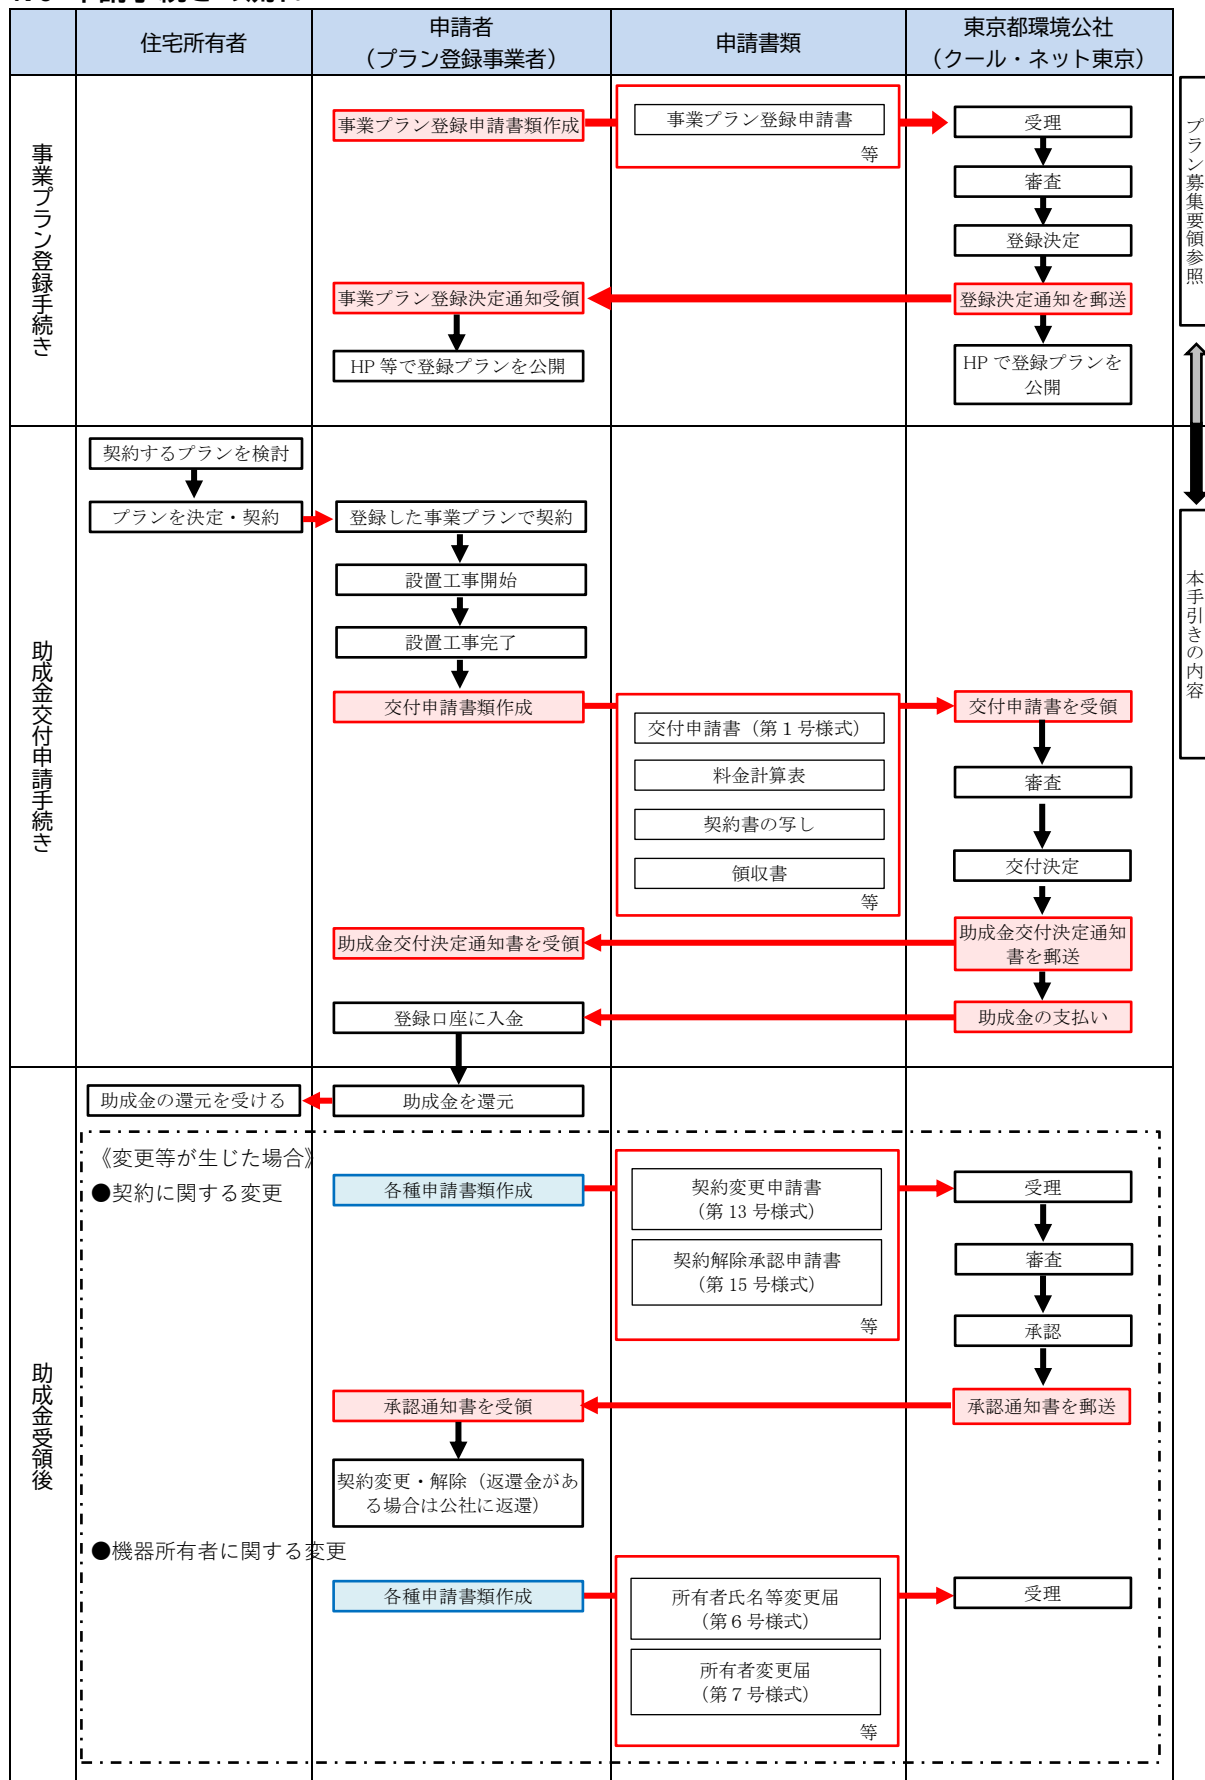 住宅所有者
申請者
（プラン登録事業者）
申請書類
東京都環境公社
（クール・ネット東京）
事業プラン登録手続き
事業プラン登録申請書類作成
事業プラン登録申請書
等
受理
審査
登録決定
事業プラン登録決定通知受領
登録決定通知を郵送
HP 等で登録プランを公開
HP で登録プランを
公開
プラン募集要領参照
助成金交付申請手続き
契約するプランを検討
プランを決定・契約
登録した事業プランで契約
設置工事開始
設置工事完了
交付申請書類作成
交付申請書（第１号様式）
料金計算表
契約書の写し
領収書
等
交付申請書を受領
審査
交付決定
助成金交付決定通知書を受領
助成金交付決定通知
書を郵送
登録口座に入金
助成金の支払い
本手引きの内容
助成金受領後
助成金の還元を受ける
助成金を還元
《変更等が生じた場合》
●契約に関する変更
各種申請書類作成
契約変更申請書
（第 13 号様式）
契約解除承認申請書
（第 15 号様式）
等
受理
審査
承認
承認通知書を受領
承認通知書を郵送
契約変更・解除（返還金があ
る場合は公社に返還）
●機器所有者に関する変更
各種申請書類作成
所有者氏名等変更届
（第６号様式）
所有者変更届
（第７号様式）
等
受理